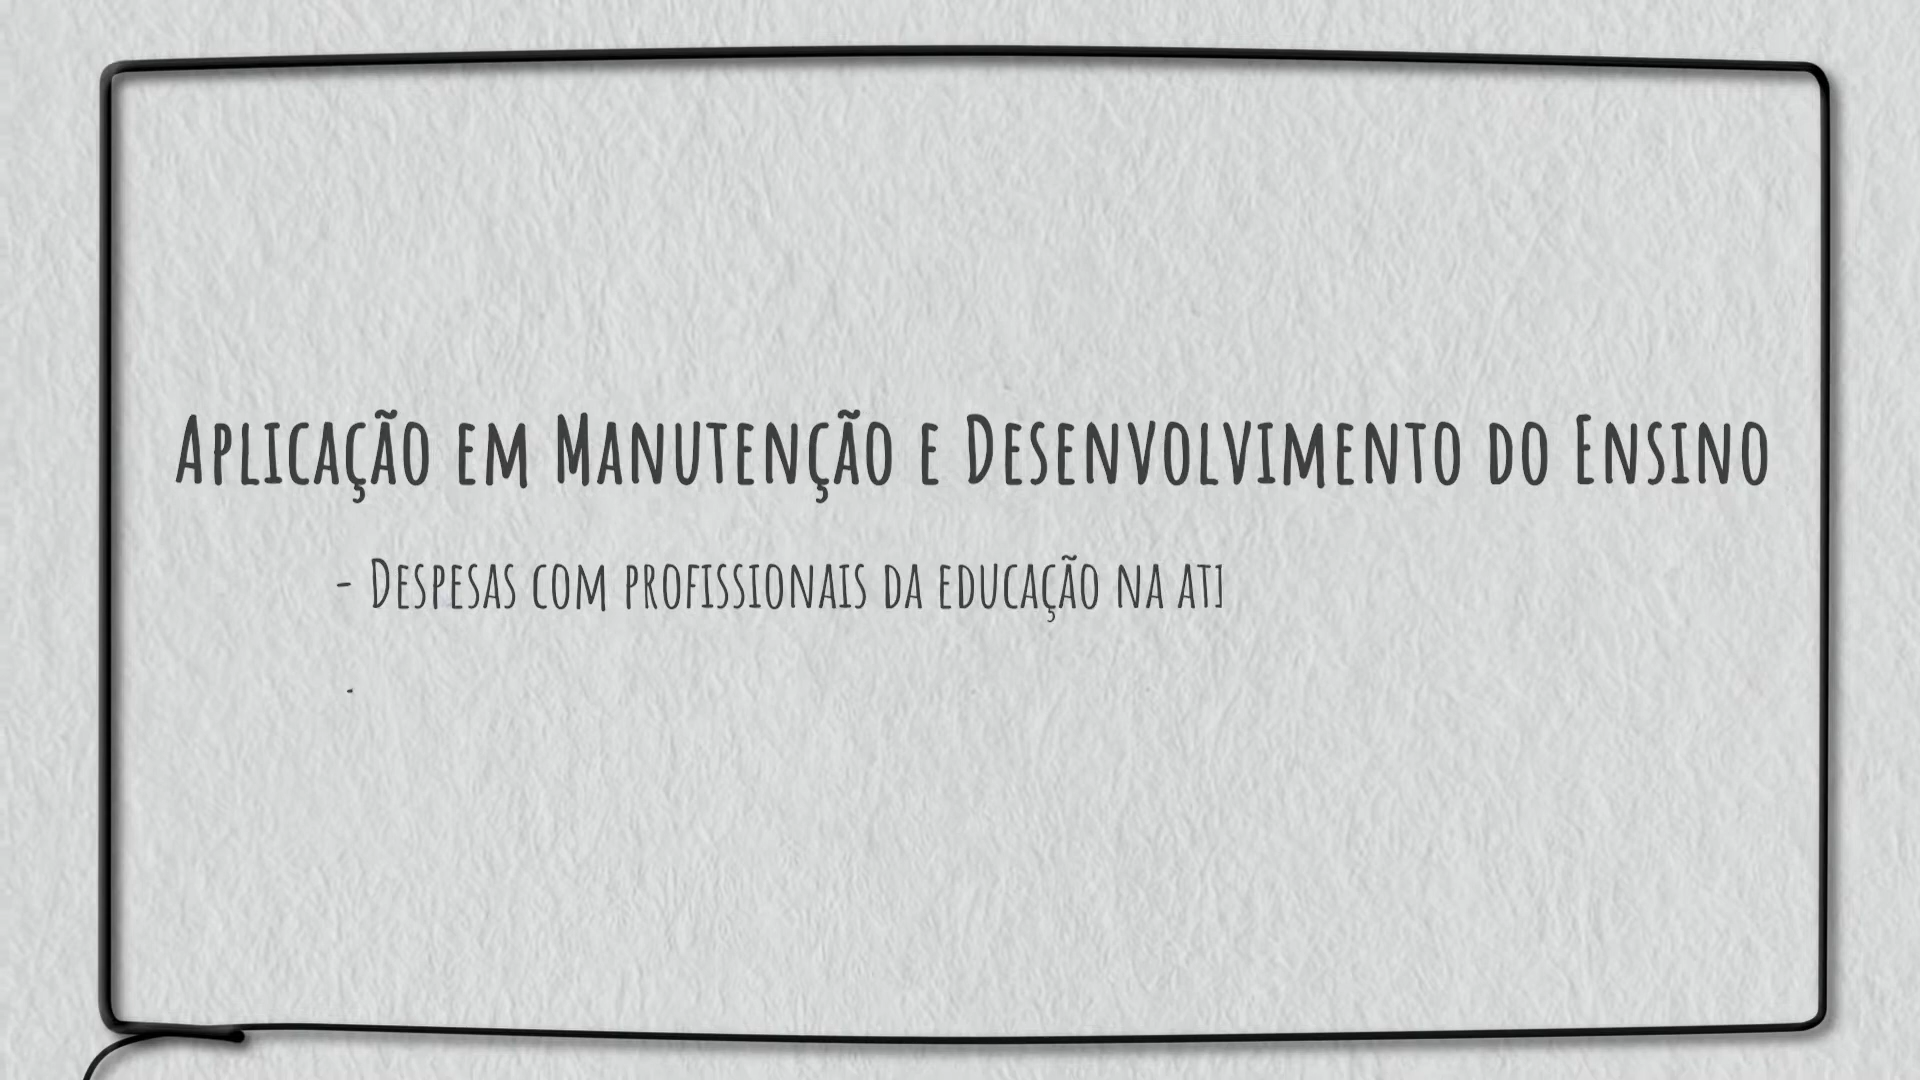 Aplicação em Manutenção e Desenvolvimento do Ensino
- Despesas com profissionais da educação na
-